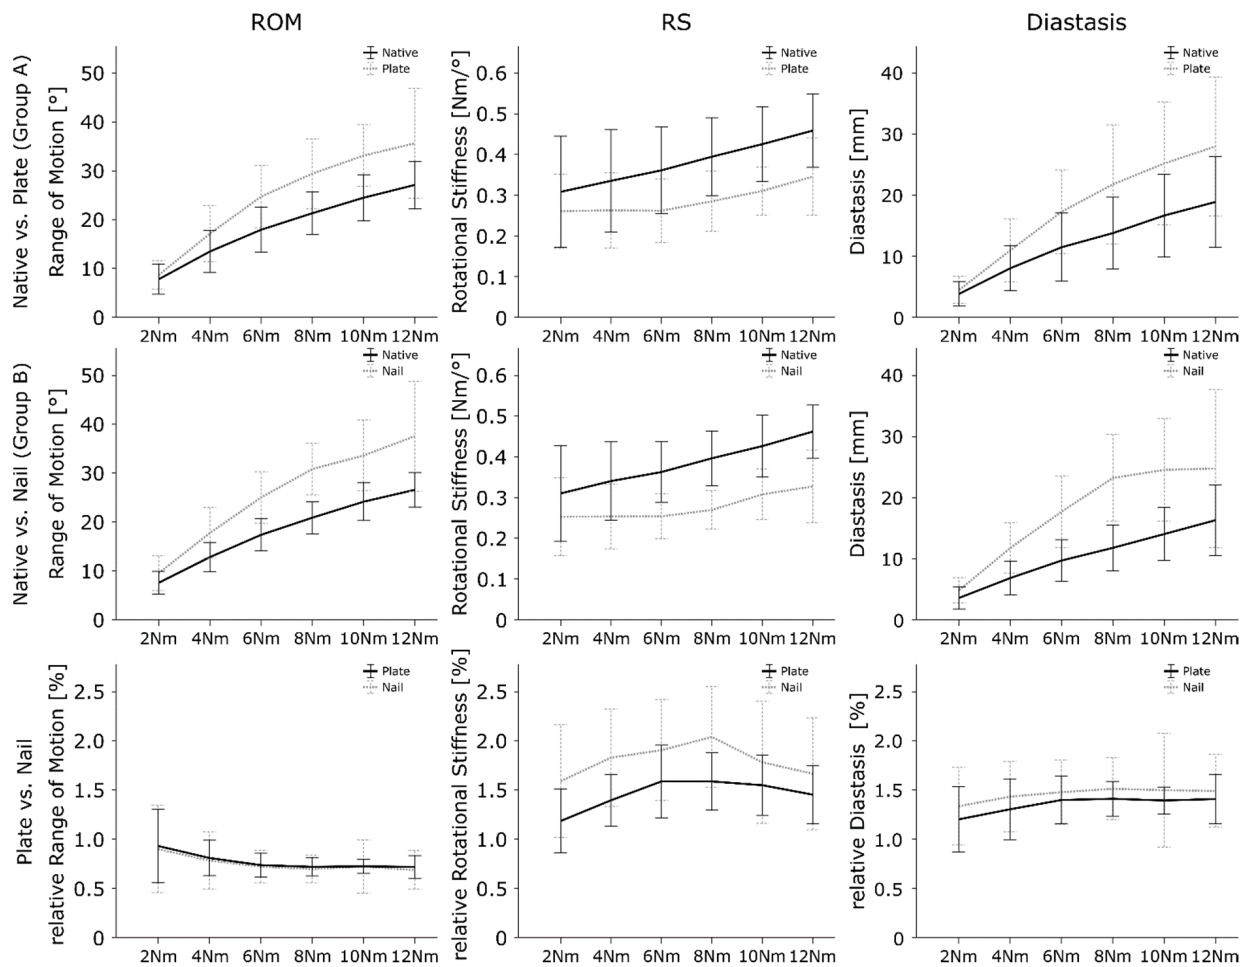 ROM RS Diastasis
Native vs. Plate (Group A)
Range of Motion [°]
50
40
30
20
10
0
2Nm 4Nm 6Nm 8Nm 10Nm 12Nm
Native
Plate
Rotational Stiffness [Nm/°]
0.6
0.5
0.4
0.3
0.2
0.1
0
2Nm 4Nm 6Nm 8Nm 10Nm 12Nm
Native
Plate
Diastasis [mm]
40
30
20
10
0
2Nm 4Nm 6Nm 8Nm 10Nm 12Nm
Native
Plate
Native vs. Nail (Group B)
Range of Motion [°]
50
40
30
20
10
0
2Nm 4Nm 6Nm 8Nm 10Nm 12Nm
Native
Nail
Rotational Stiffness [Nm/°]
0.6
0.5
0.4
0.3
0.2
0.1
0
2Nm 4Nm 6Nm 8Nm 10Nm 12Nm
Native
Nail
Diastasis [mm]
40
30
20
10
0
2Nm 4Nm 6Nm 8Nm 10Nm 12Nm
Native
Nail
Plate vs. Nail
relative Range of Motion [%]
2.5
2.0
1.5
1.0
0.5
0
2Nm 4Nm 6Nm 8Nm 10Nm 12Nm
Plate
Nail
relative Rotational Stiffness [%]
2.5
2.0
1.5
1.0
0.5
0
2Nm 4Nm 6Nm 8Nm 10Nm 12Nm
Plate
Nail
relative Diastasis [%]
2.5
2.0
1.5
1.0
0.5
0
2Nm 4Nm 6Nm 8Nm 10Nm 12Nm
Plate
Nail